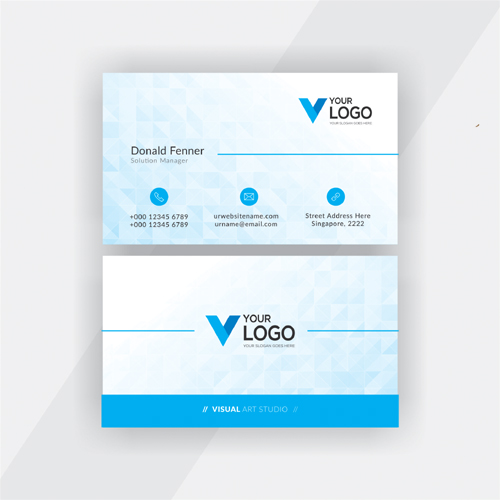 YOUR
LOGO
YOUR SLOGAN GOES HERE
Donald Fenner
Solution Manager
+000 12345 6789
+000 12345 6789
urwebsitename.com
urname@email.com
Street Address Here
Singapore, 2222
YOUR
LOGO
YOUR SLOGAN GOES HERE
// VISUAL ART STUDIO //